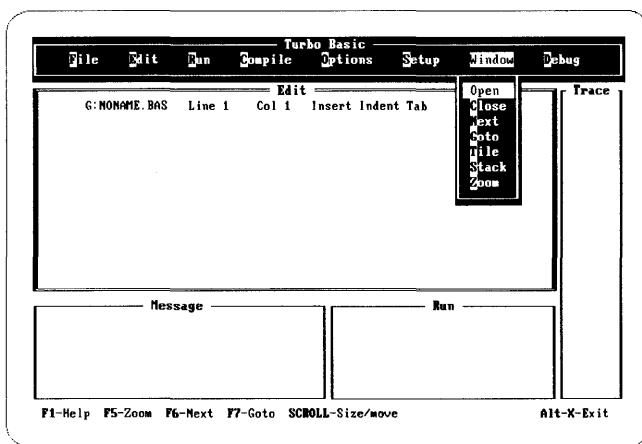 Turbo Basic
File Edit Run Compile Options Setup Window Debug
Edit
Trace
G:NONAME.BAS Line 1 Col 1 Insert Indent Tab
Open
Close
Next
Goto
Tile
Stack
Zoom
Message
Run
F1-Help F5-Zoom F6-Next F7-Goto SCROLL-Size/move Alt-X-Exit